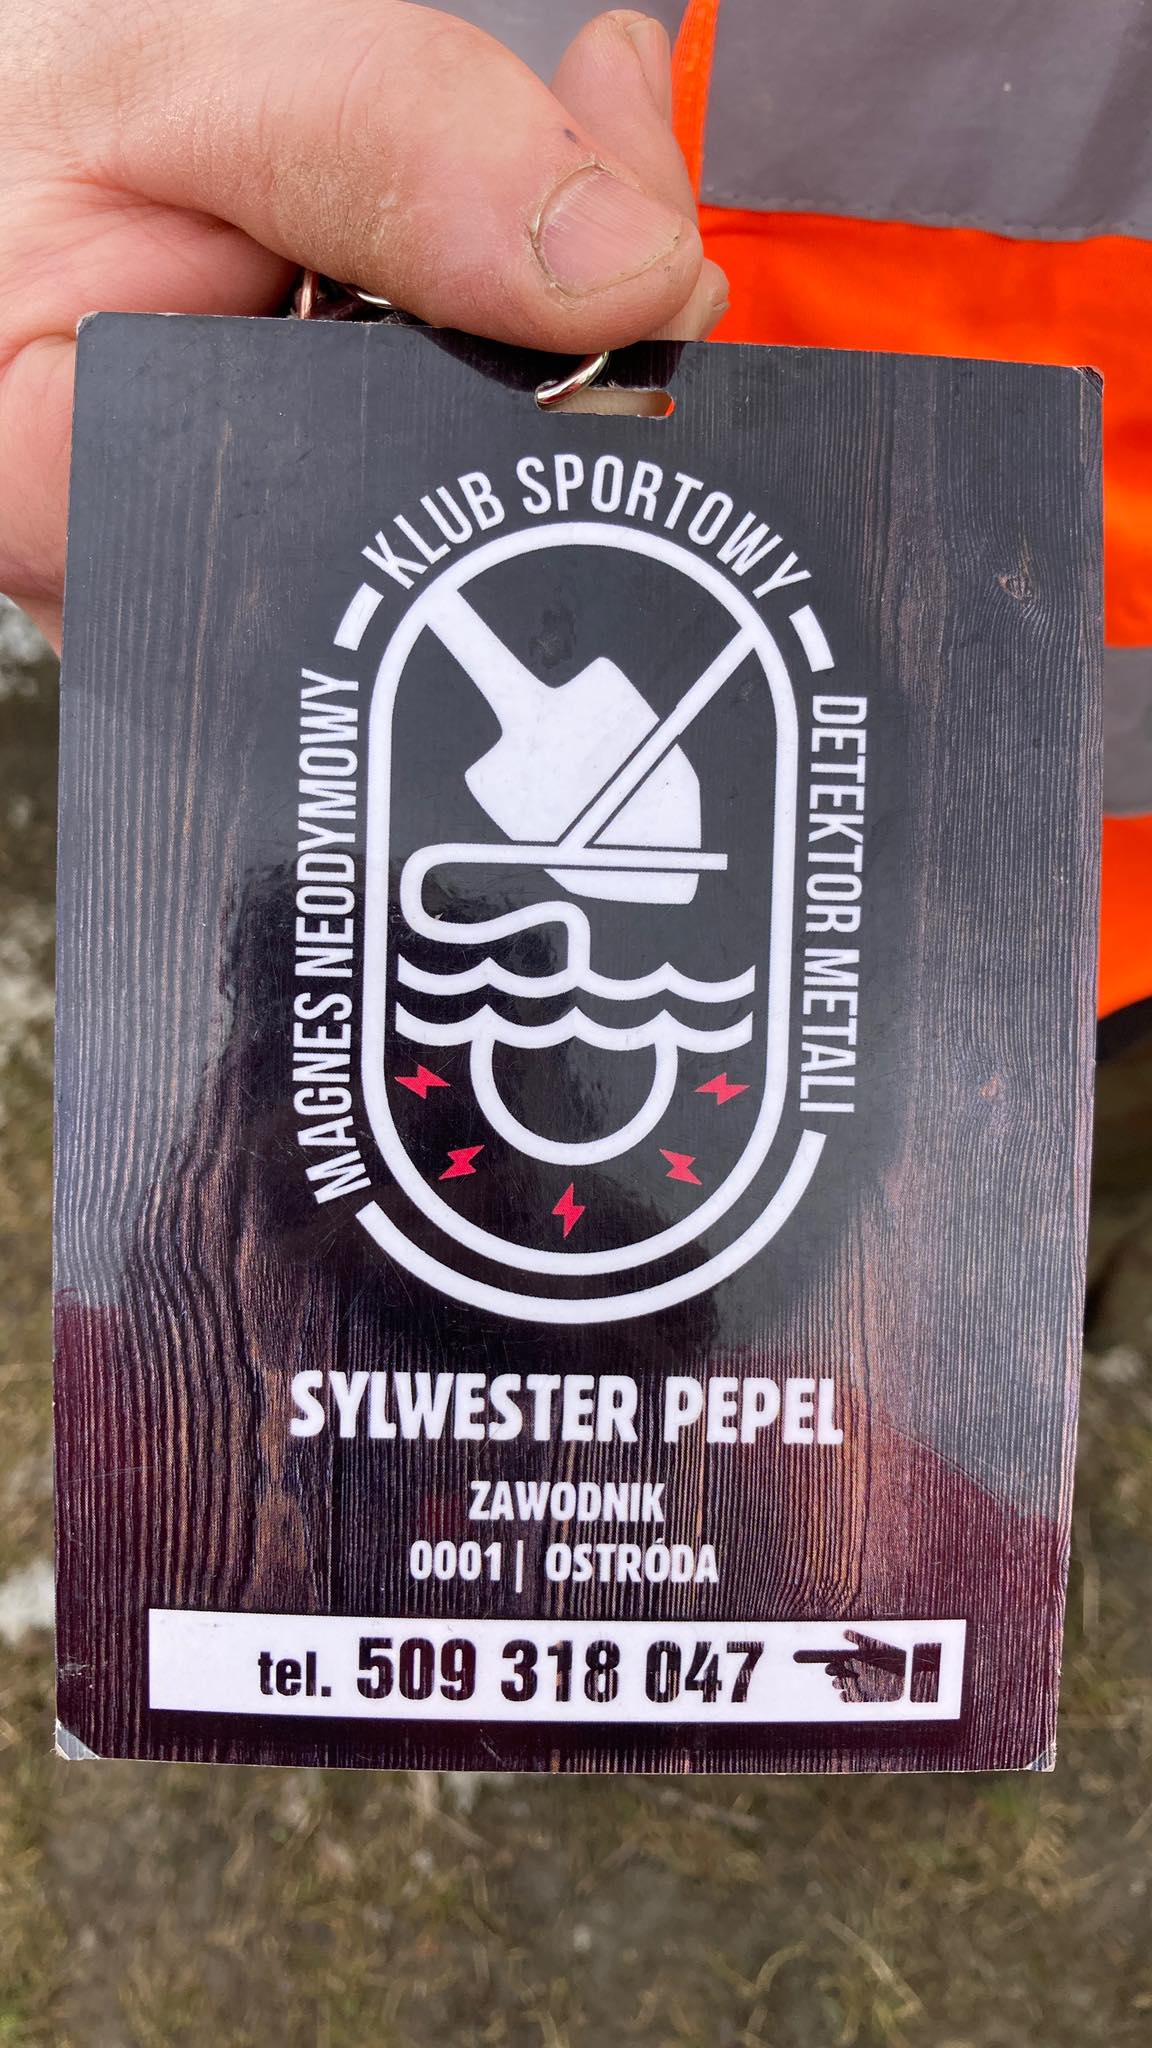 KLUB SPORTOWY
MAGNES NEODYMOWY
DETEKTOR METALI
SYLWESTER PEPEL
ZAWODNIK
0001 | OSTRÓDA
tel. 509 318 047